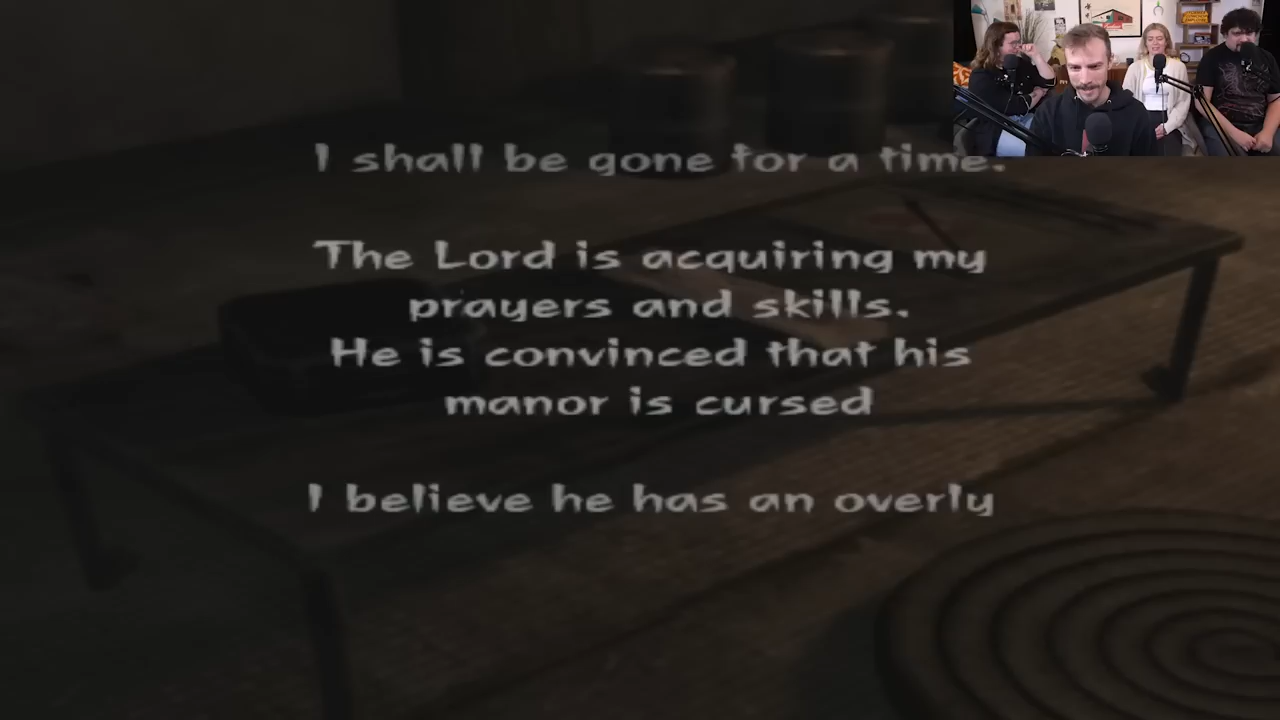 I shall be gone for a time.
The Lord is acquiring my
prayers and skills.
He is convinced that his
manor is cursed
I believe he has an overly